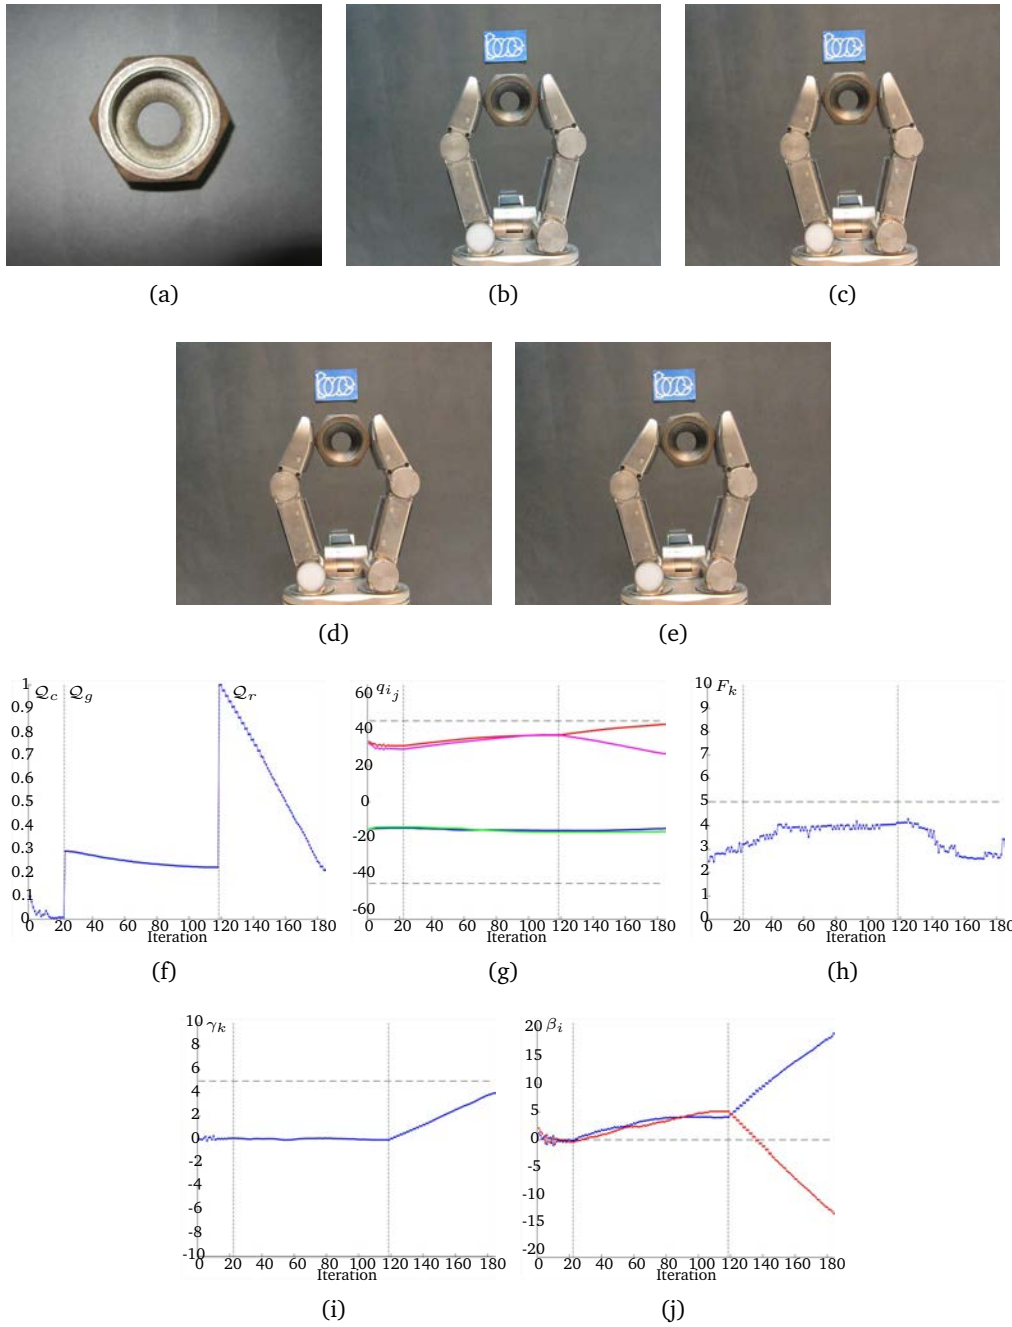 (a)
(b)
(c)
(d)
(e)
1
0.9
0.8
0.7
0.6
0.5
0.4
0.3
0.2
0.1
0
𝒬c 𝒬g 𝒬r
0 20 40 60 80 100 120 140 160 180
Iteration
(f)
60
40
20
0
-20
-40
-60
qij
0 20 40 60 80 100 120 140 160 180
Iteration
(g)
10
9
8
7
6
5
4
3
2
1
0
Fk
0 20 40 60 80 100 120 140 160 180
Iteration
(h)
10
8
6
4
2
0
-2
-4
-6
-8
-10
γk
0 20 40 60 80 100 120 140 160 180
Iteration
(i)
20
15
10
5
0
-5
-10
-15
-20
βi
0 20 40 60 80 100 120 140 160 180
Iteration
(j)